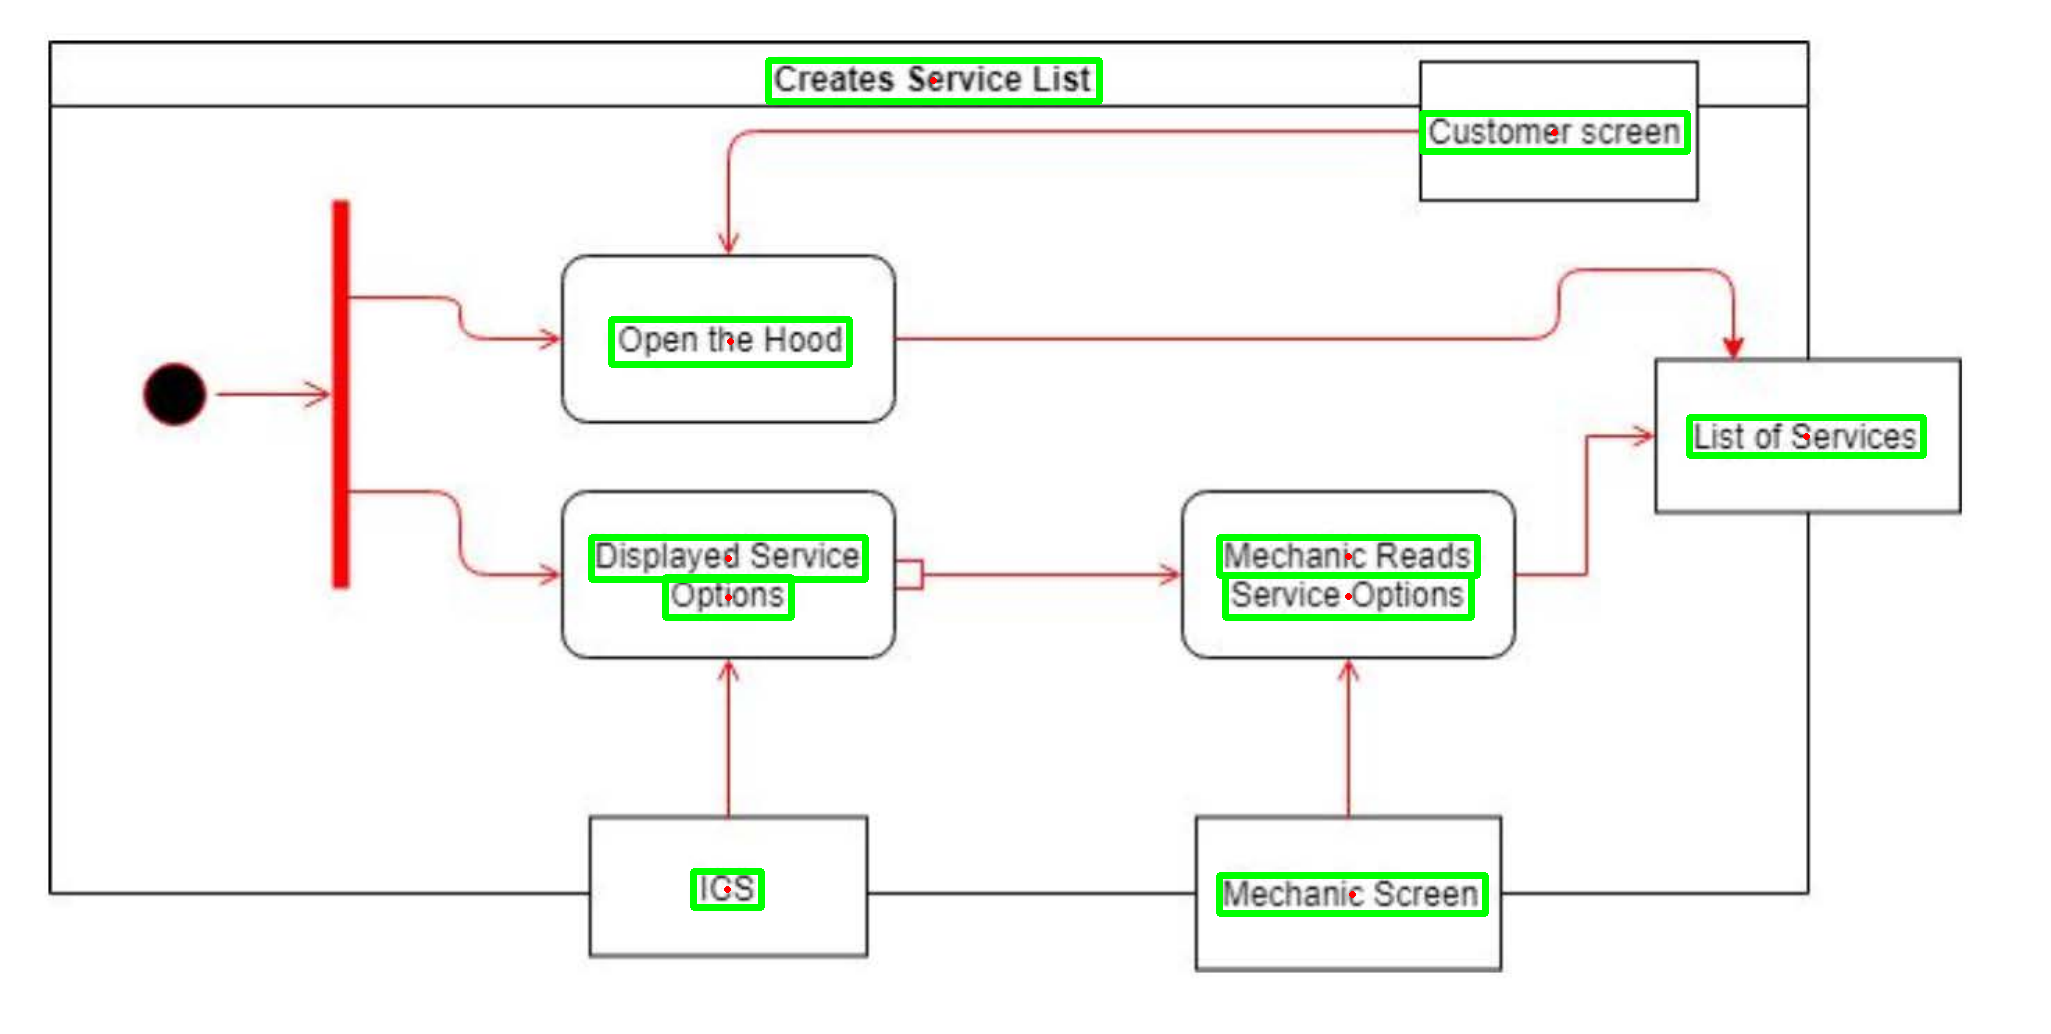 Creates Service List
Customer screen
Open the Hood
List of Services
Displayed Service
Options
Mechanic Reads
Service Options
IGS
Mechanic Screen